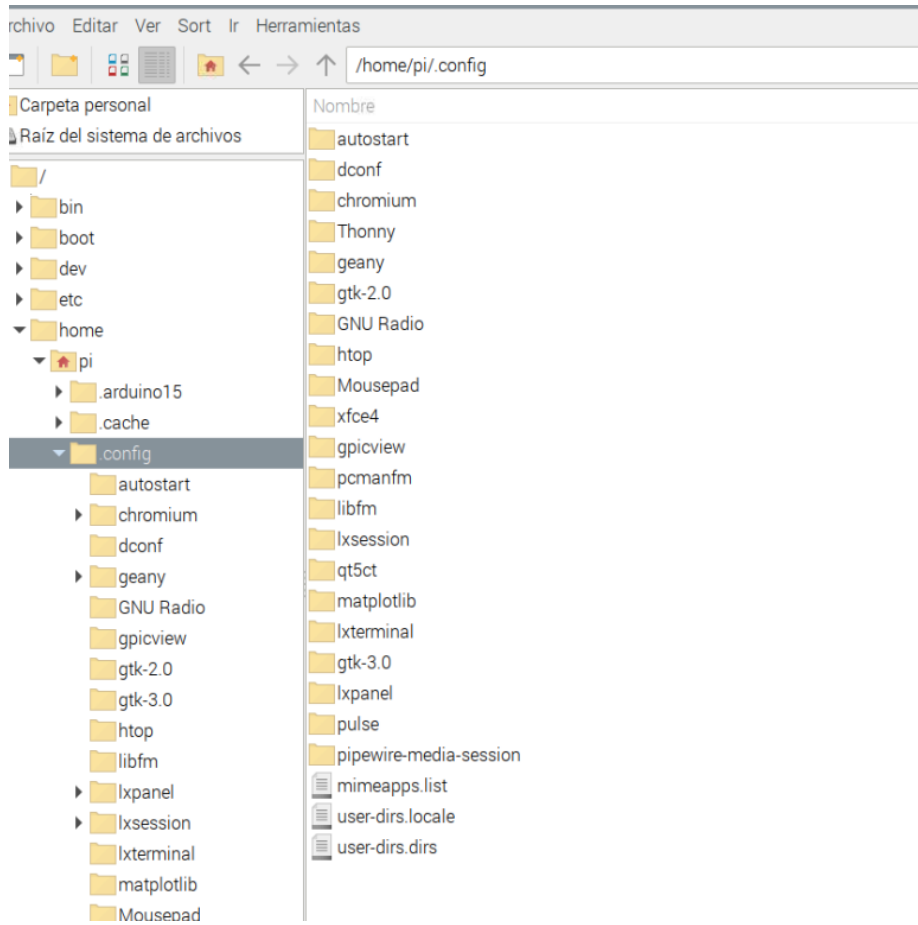 rchivo Editar Ver Sort Ir Herramientas
/home/pi/.config
Carpeta personal
Raíz del sistema de archivos
/
bin
boot
dev
etc
home
pi
.arduino15
.cache
.config
autostart
chromium
dconf
geany
GNU Radio
gpicview
gtk-2.0
gtk-3.0
htop
libfm
lxpanel
lxsession
lxterminal
matplotlib
Mousepad
Nombre
autostart
dconf
chromium
Thonny
geany
gtk-2.0
GNU Radio
htop
Mousepad
xfce4
gpicview
pcmanfm
libfm
lxsession
qt5ct
matplotlib
lxterminal
gtk-3.0
lxpanel
pulse
pipewire-media-session
mimeapps.list
user-dirs.locale
user-dirs.dirs